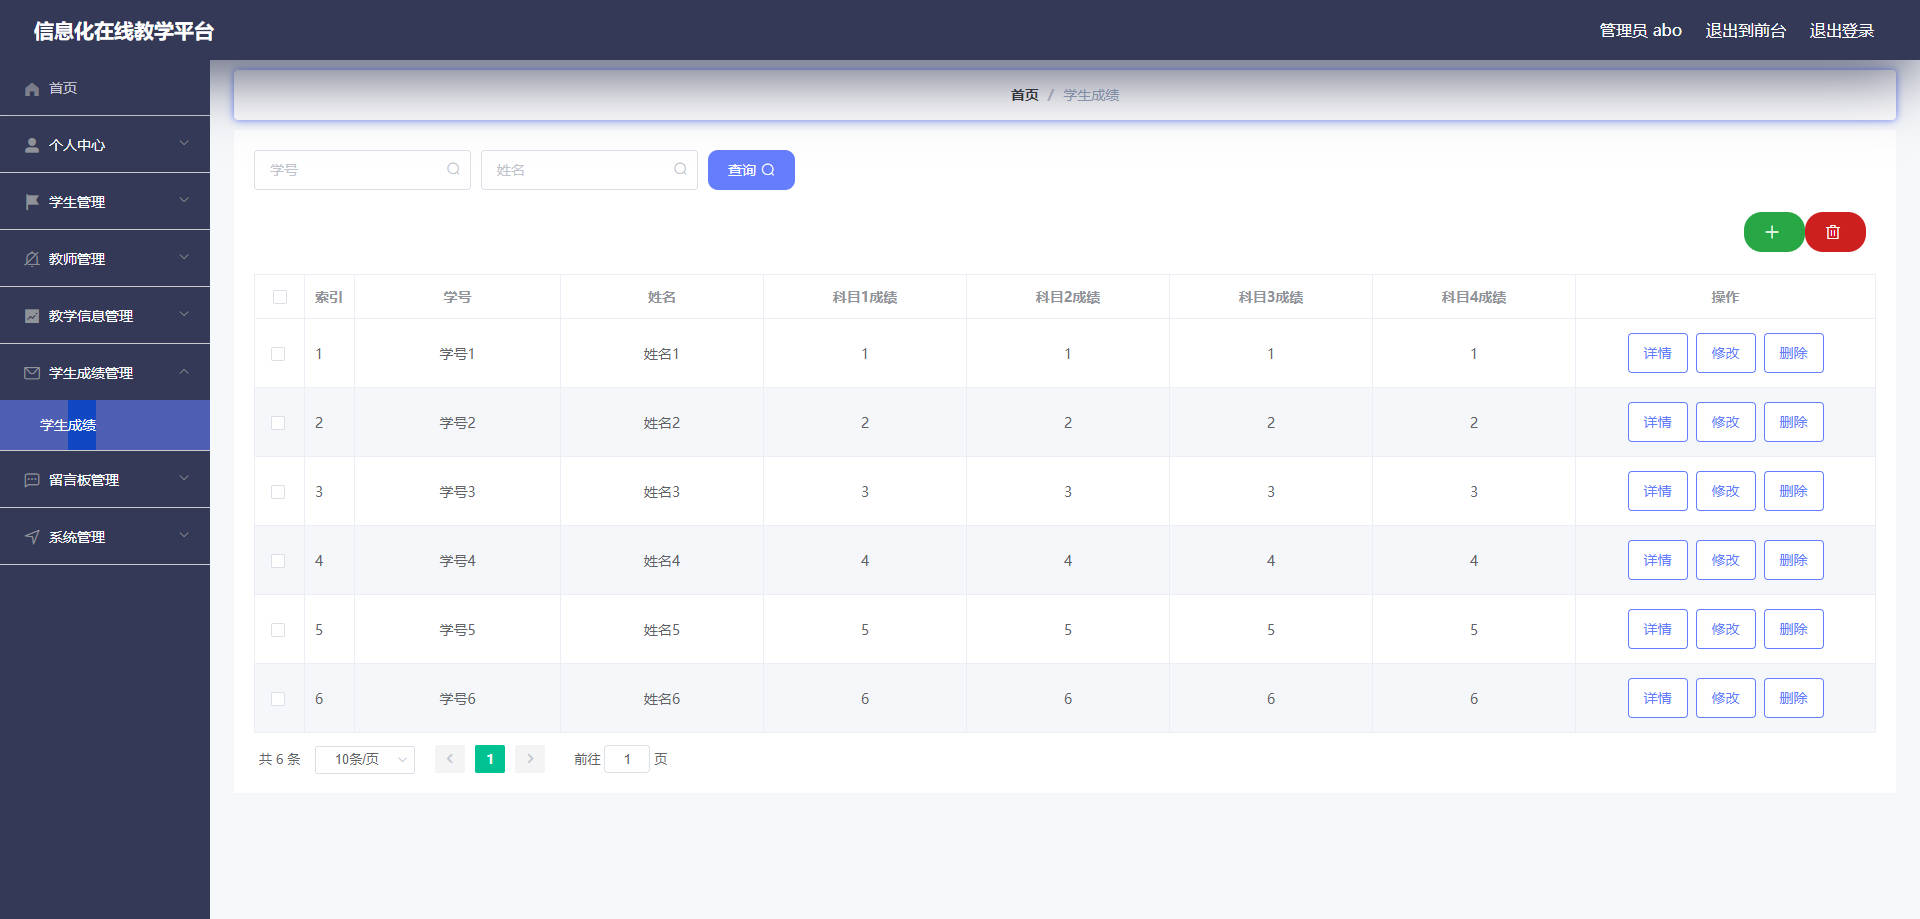 信息化在线教学平台
管理员 abo 退出到前台 退出登录
首页
个人中心
学生管理
教师管理
教学信息管理
学生成绩管理
学生成绩
留言板管理
系统管理
首页 / 学生成绩
学号 姓名 查询
索引 学号 姓名 科目1成绩 科目2成绩 科目3成绩 科目4成绩 操作
1 学号1 姓名1 1 1 1 1 详情 修改 删除
2 学号2 姓名2 2 2 2 2 详情 修改 删除
3 学号3 姓名3 3 3 3 3 详情 修改 删除
4 学号4 姓名4 4 4 4 4 详情 修改 删除
5 学号5 姓名5 5 5 5 5 详情 修改 删除
6 学号6 姓名6 6 6 6 6 详情 修改 删除
共 6 条 10条/页 1 前往 1 页